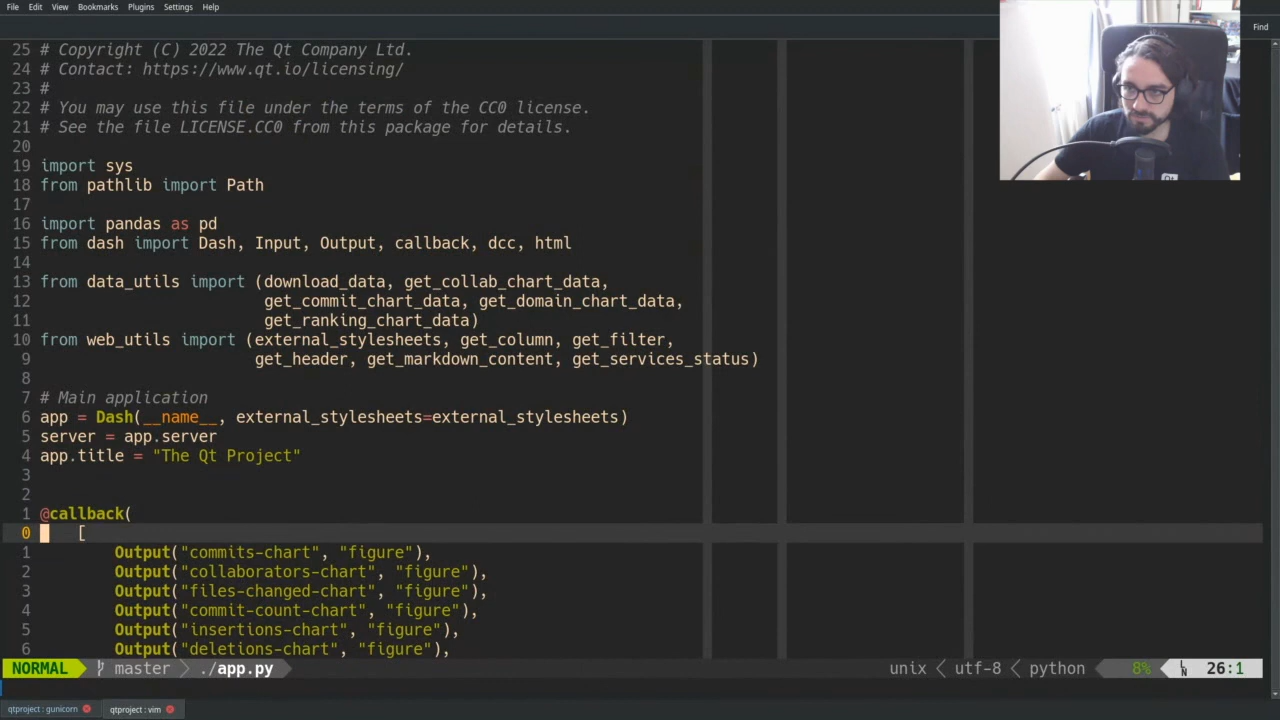 File Edit View Bookmarks Plugins Settings Help
Find
25 # Copyright (C) 2022 The Qt Company Ltd.
24 # Contact: https://www.qt.io/licensing/
23 #
22 # You may use this file under the terms of the CC0 license.
21 # See the file LICENSE.CC0 from this package for details.
20
19 import sys
18 from pathlib import Path
17
16 import pandas as pd
15 from dash import Dash, Input, Output, callback, dcc, html
14
13 from data_utils import (download_data, get_collab_chart_data,
12 get_commit_chart_data, get_domain_chart_data,
11 get_ranking_chart_data)
10 from web_utils import (external_stylesheets, get_column, get_filter,
9 get_header, get_markdown_content, get_services_status)
8
7 # Main application
6 app = Dash(__name__, external_stylesheets=external_stylesheets)
5 server = app.server
4 app.title = "The Qt Project"
3
2
1 @callback(
0 [
1 Output("commits-chart", "figure"),
2 Output("collaborators-chart", "figure"),
3 Output("files-changed-chart", "figure"),
4 Output("commit-count-chart", "figure"),
5 Output("insertions-chart", "figure"),
6 Output("deletions-chart", "figure"),
NORMAL master ./app.py unix utf-8 python 8% LN 26:1
qtproject : gunicorn qtproject : vim
Qt